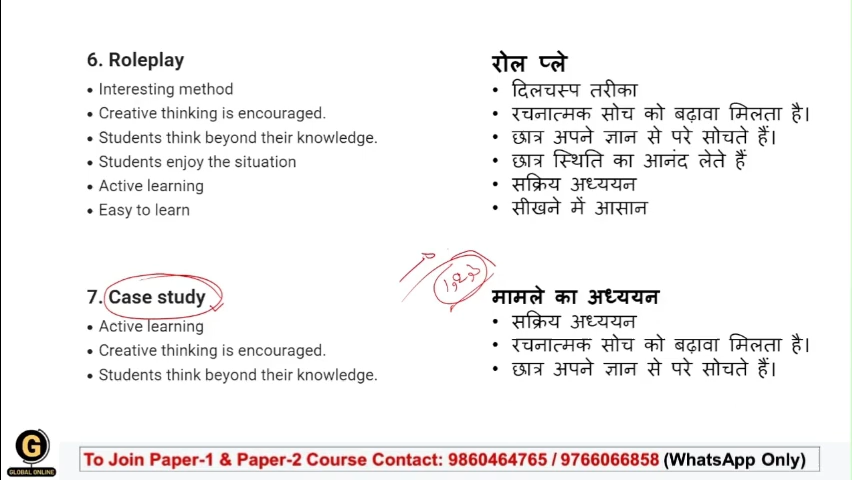 6. Roleplay
• Interesting method
• Creative thinking is encouraged.
• Students think beyond their knowledge.
• Students enjoy the situation
• Active learning
• Easy to learn
रोल प्ले
• दिलचस्प तरीका
• रचनात्मक सोच को बढ़ावा मिलता है।
• छात्र अपने ज्ञान से परे सोचते हैं।
• छात्र स्थिति का आनंद लेते हैं
• सक्रिय अध्ययन
• सीखने में आसान
7. Case study
• Active learning
• Creative thinking is encouraged.
• Students think beyond their knowledge.
मामले का अध्ययन
• सक्रिय अध्ययन
• रचनात्मक सोच को बढ़ावा मिलता है।
• छात्र अपने ज्ञान से परे सोचते हैं।
G
GLOBAL ONLINE
To Join Paper-1 & Paper-2 Course Contact: 9860464765 / 9766066858 (WhatsApp Only)